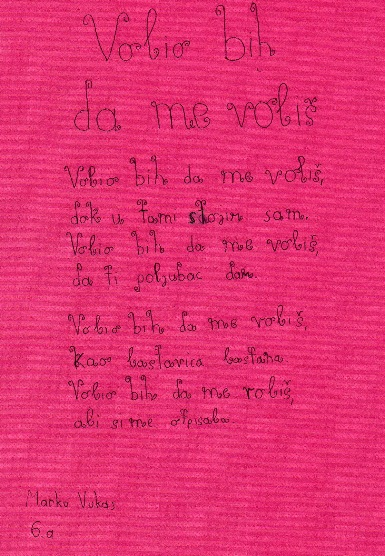 Volio bih
da me voliš
Volio bih da me voliš,
dok u tami stojim sam.
Volio bih da me voliš,
da ti poljubac dam.
Volio bih da me voliš,
Kao lastavica lastana
Volio bih da me voliš,
ali si me otpisala
Marko Vukas
6.a